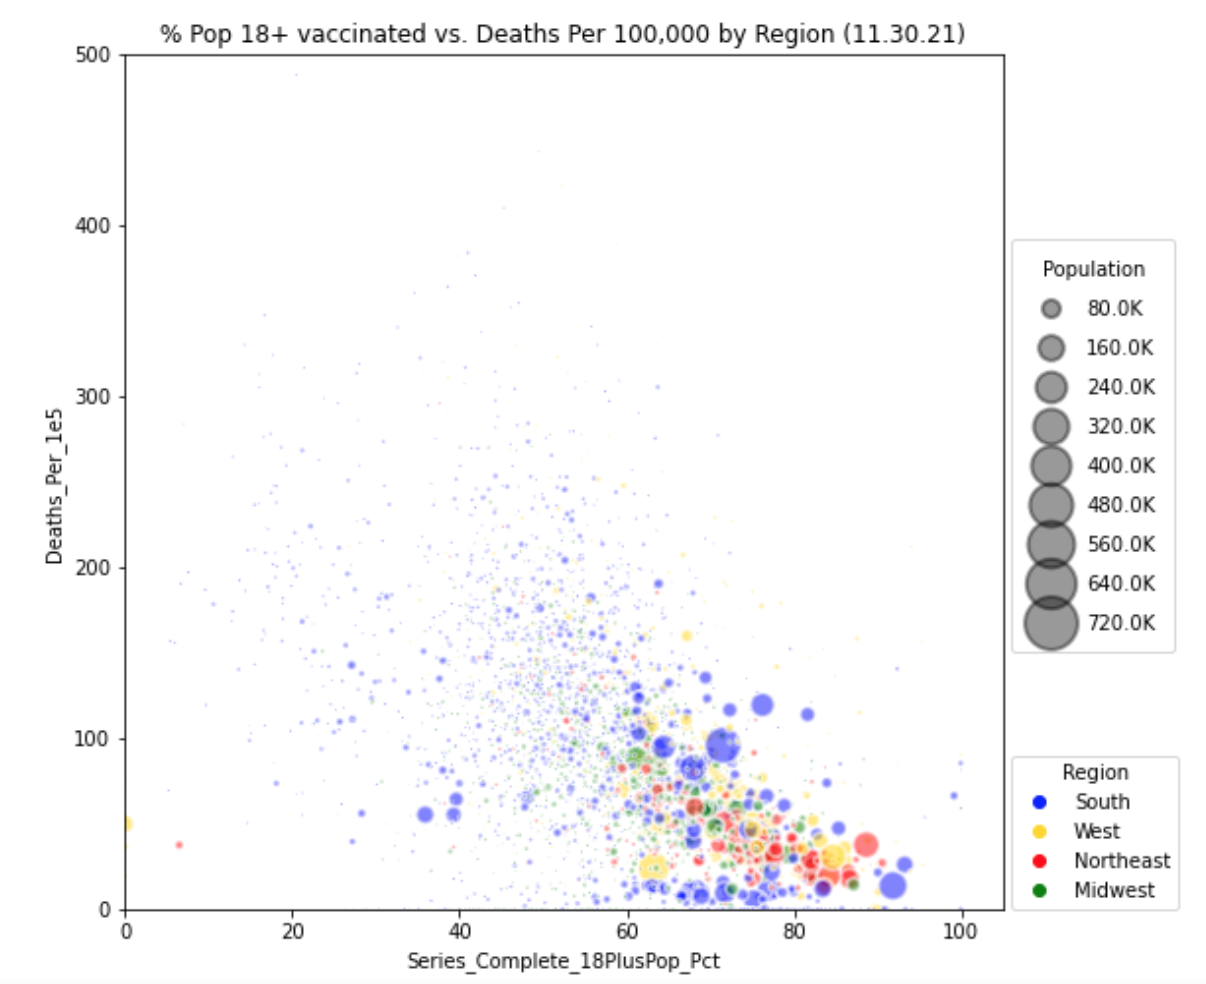 % Pop 18+ vaccinated vs. Deaths Per 100,000 by Region (11.30.21)
500
400
300
200
100
0
Deaths_Per_1e5
0 20 40 60 80 100
Series_Complete_18PlusPop_Pct
Population
80.0K
160.0K
240.0K
320.0K
400.0K
480.0K
560.0K
640.0K
720.0K
Region
South
West
Northeast
Midwest